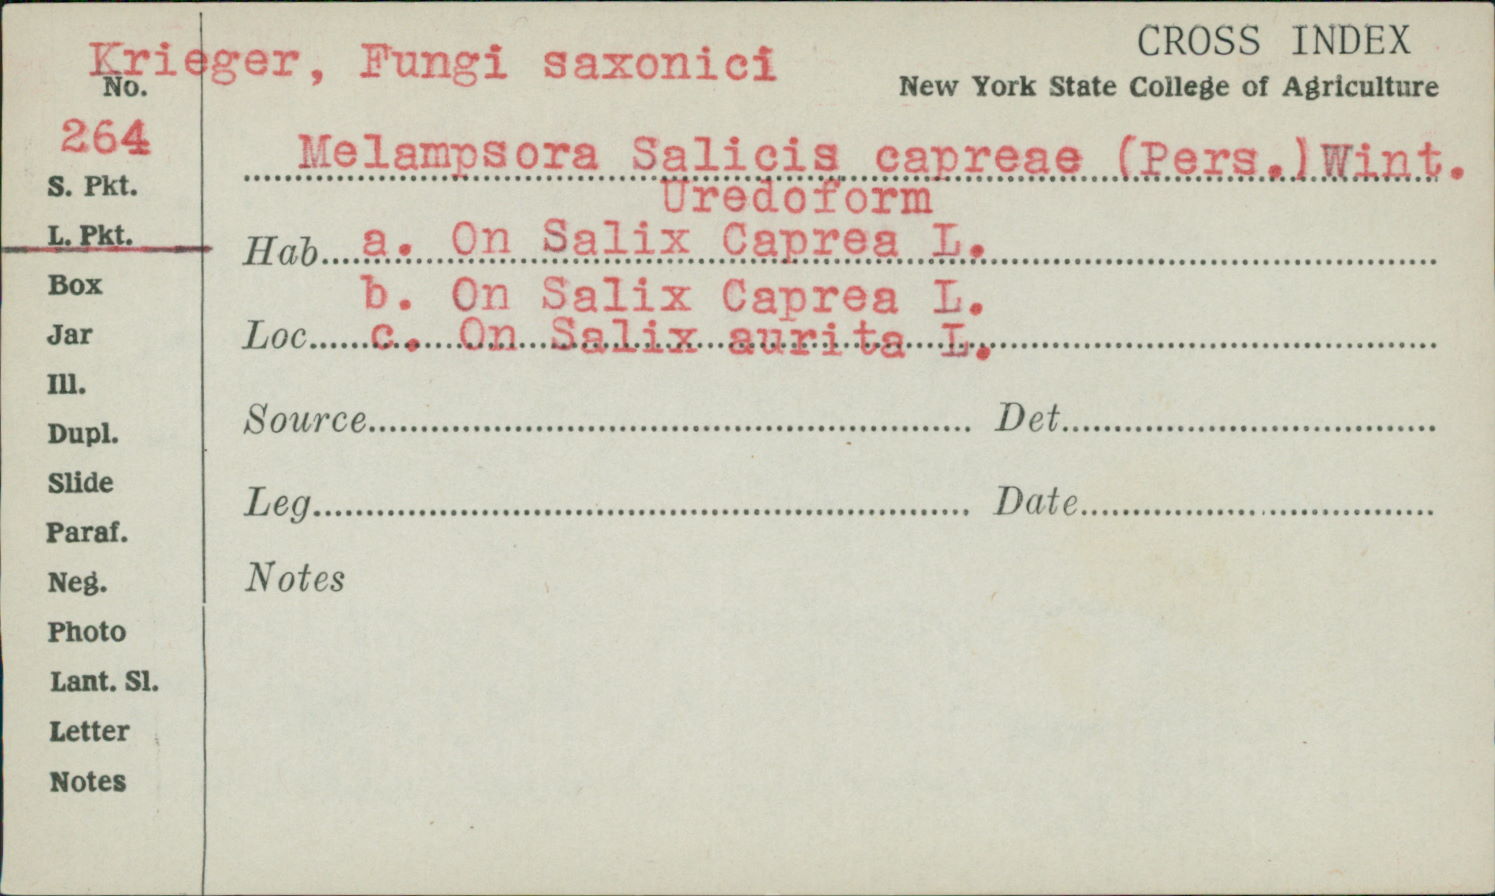 CROSS INDEX
Krieger, Fungi saxonici
New York State College of Agriculture
No.
264
Melampsora Salicis capreae (Pers.)Wint.
Uredoform
S. Pkt.
L. Pkt.
Hab. a. On Salix Caprea L.
b. On Salix Caprea L.
Loc. c. On Salix aurita L.
Box
Jar
Ill.
Dupl.
Slide
Paraf.
Neg.
Photo
Lant. Sl.
Letter
Notes
Source Det.
Leg. Date
Notes